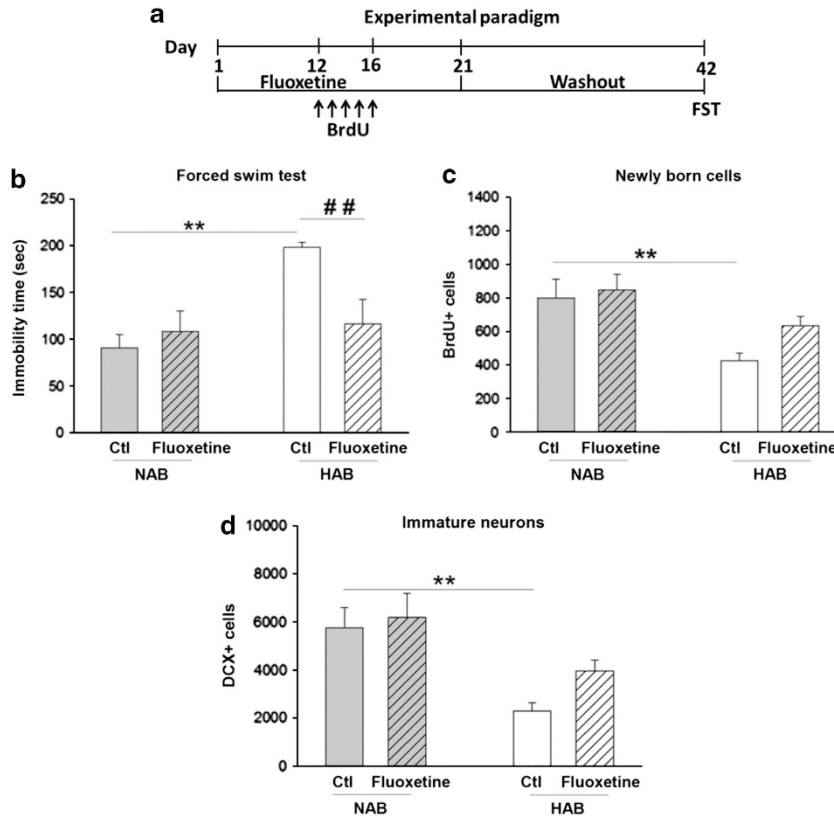 a
Experimental paradigm
Day
1 12 16 21 42
Fluoxetine Washout
BrdU FST
b
Forced swim test
Immobility time (sec)
250
200
150
100
50
0
**
##
Ctl Fluoxetine Ctl Fluoxetine
NAB HAB
c
Newly born cells
BrdU+ cells
1400
1200
1000
800
600
400
200
0
**
Ctl Fluoxetine Ctl Fluoxetine
NAB HAB
d
Immature neurons
DCX+ cells
10000
8000
6000
4000
2000
0
**
Ctl Fluoxetine Ctl Fluoxetine
NAB HAB